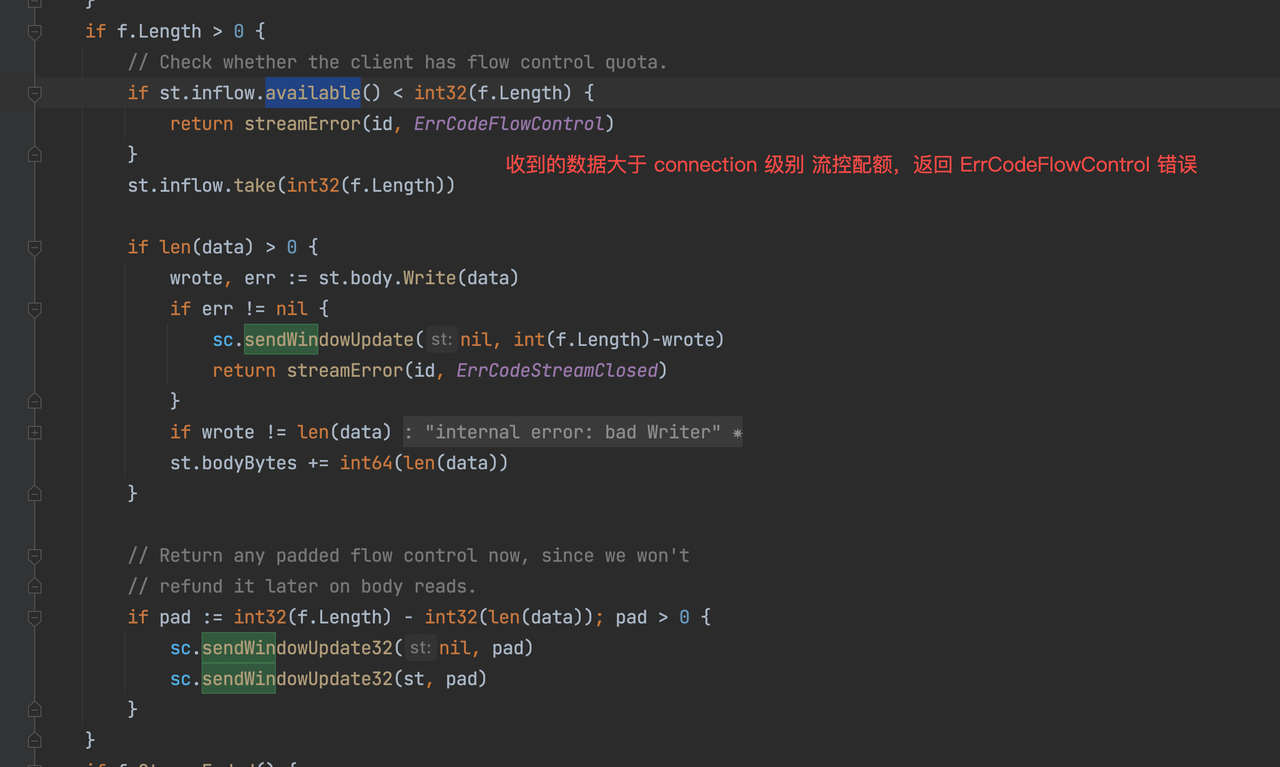 }
if f.Length > 0 {
// Check whether the client has flow control quota.
if st.inflow.available() < int32(f.Length) {
return streamError(id, ErrCodeFlowControl)
}
收到的数据大于 connection 级别 流控配额，返回 ErrCodeFlowControl 错误
st.inflow.take(int32(f.Length))
if len(data) > 0 {
wrote, err := st.body.Write(data)
if err != nil {
sc.sendWindowUpdate( st: nil, int(f.Length)-wrote)
return streamError(id, ErrCodeStreamClosed)
}
if wrote != len(data) : "internal error: bad Writer" *
st.bodyBytes += int64(len(data))
}
// Return any padded flow control now, since we won't
// refund it later on body reads.
if pad := int32(f.Length) - int32(len(data)); pad > 0 {
sc.sendWindowUpdate32( st: nil, pad)
sc.sendWindowUpdate32(st, pad)
}
}